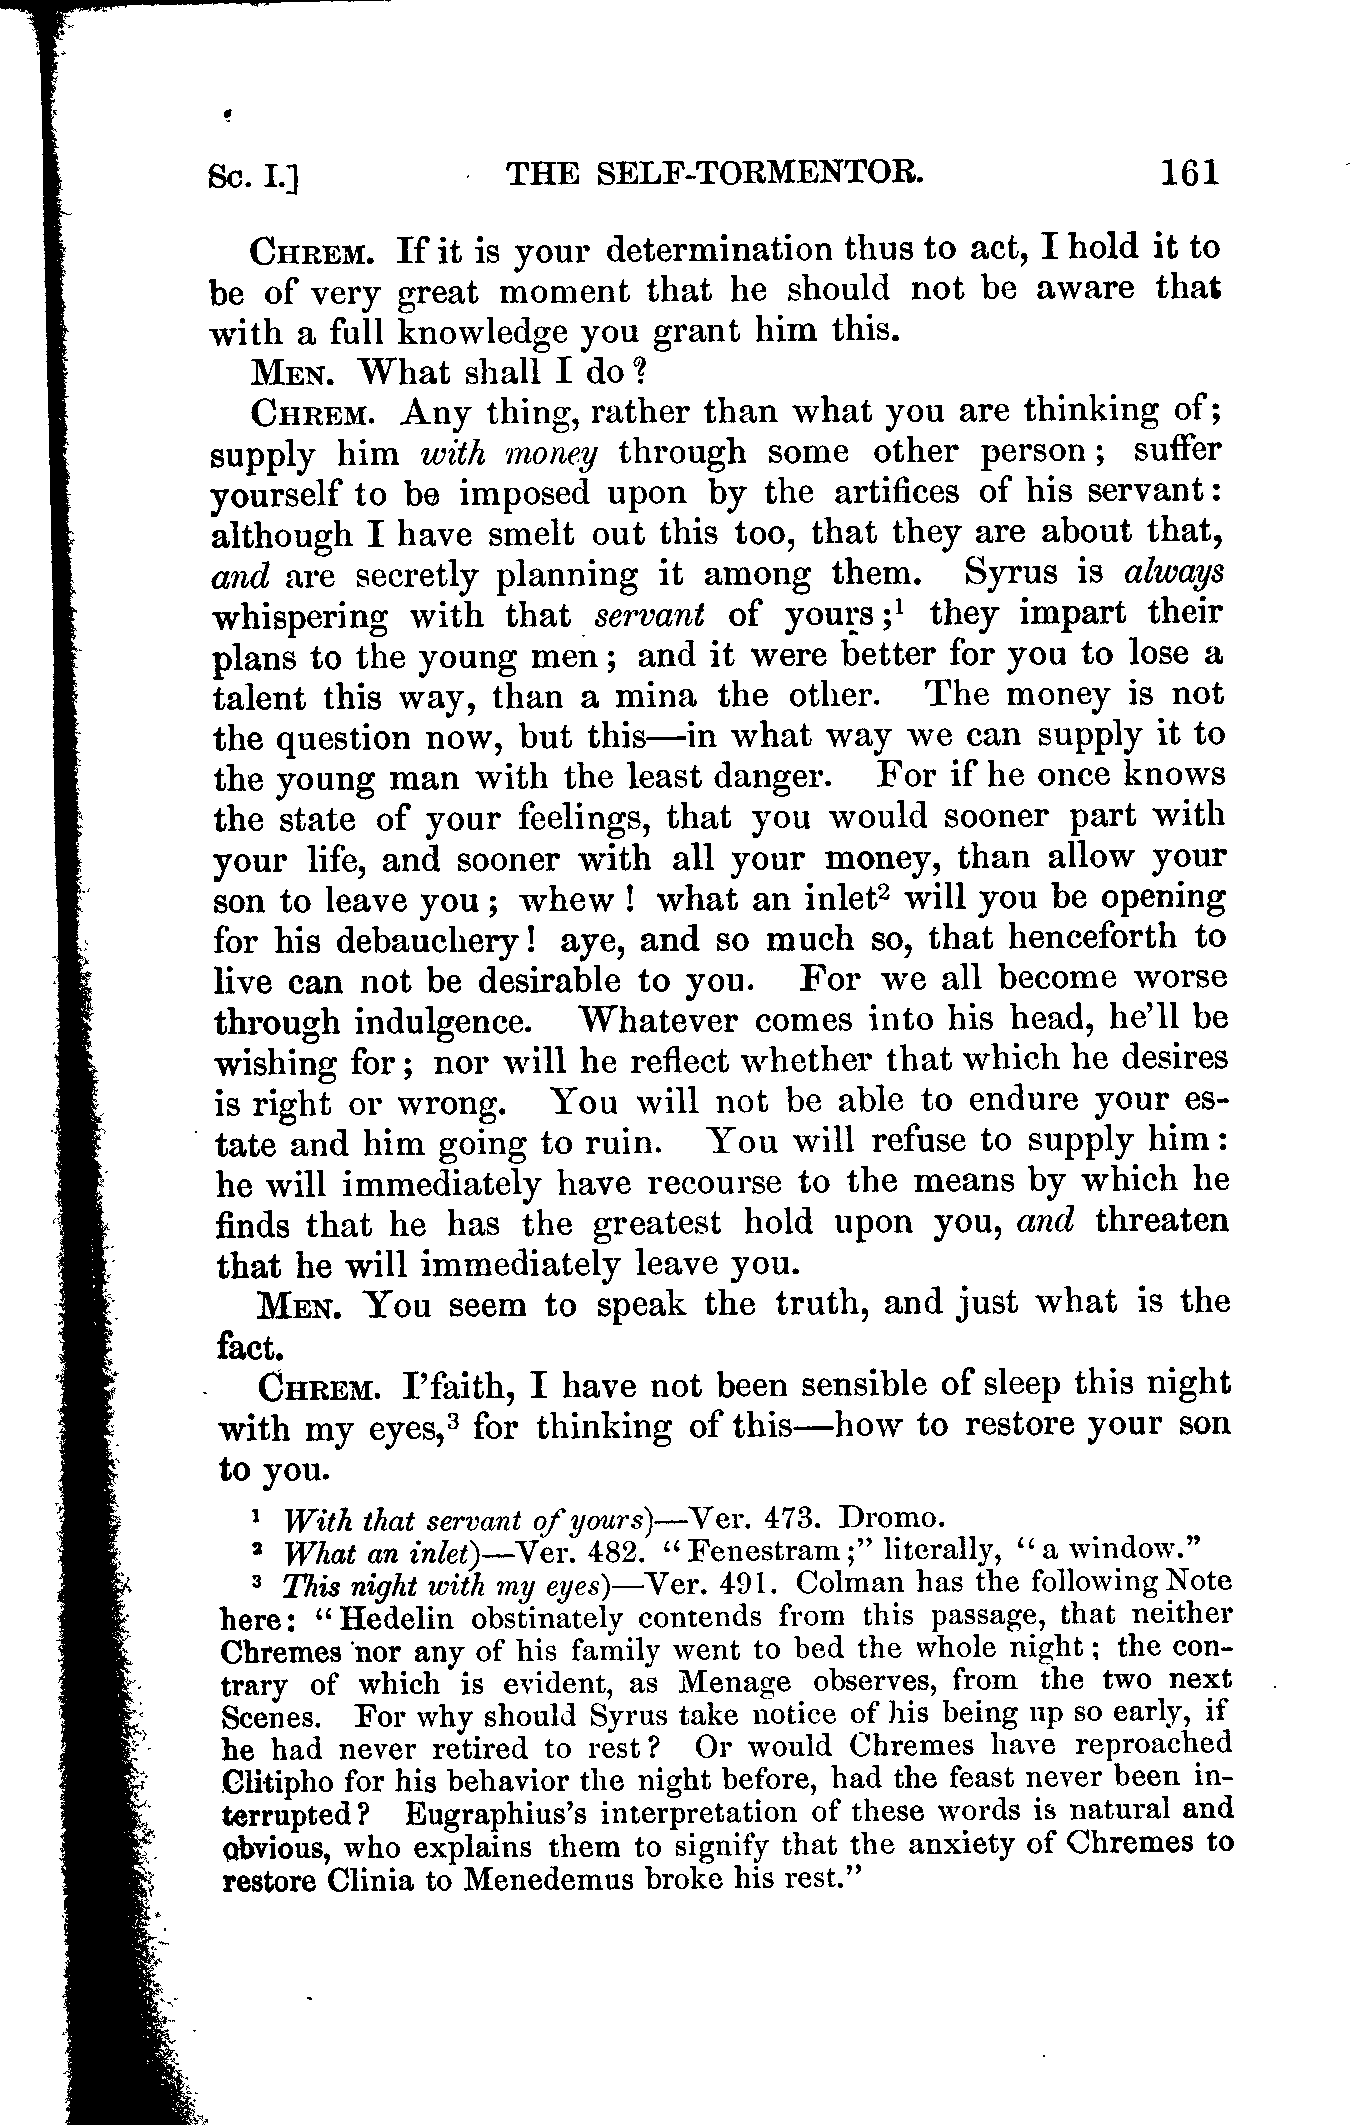 Sc. I.] THE SELF-TORMENTOR. 161
CHREM. If it is your determination thus to act, I hold it to
be of very great moment that he should not be aware that
with a full knowledge you grant him this.
MEN. What shall I do?
CHREM. Any thing, rather than what you are thinking of;
supply him with money through some other person; suffer
yourself to be imposed upon by the artifices of his servant:
although I have smelt out this too, that they are about that,
and are secretly planning it among them. Syrus is always
whispering with that servant of yours;¹ they impart their
plans to the young men; and it were better for you to lose a
talent this way, than a mina the other. The money is not
the question now, but this—in what way we can supply it to
the young man with the least danger. For if he once knows
the state of your feelings, that you would sooner part with
your life, and sooner with all your money, than allow your
son to leave you; whew! what an inlet² will you be opening
for his debauchery! aye, and so much so, that henceforth to
live can not be desirable to you. For we all become worse
through indulgence. Whatever comes into his head, he'll be
wishing for; nor will he reflect whether that which he desires
is right or wrong. You will not be able to endure your es-
tate and him going to ruin. You will refuse to supply him:
he will immediately have recourse to the means by which he
finds that he has the greatest hold upon you, and threaten
that he will immediately leave you.
MEN. You seem to speak the truth, and just what is the
fact.
CHREM. I'faith, I have not been sensible of sleep this night
with my eyes,³ for thinking of this—how to restore your son
to you.
¹ With that servant of yours)—Ver. 473. Dromo.
² What an inlet)—Ver. 482. "Fenestram;" literally, "a window."
³ This night with my eyes)—Ver. 491. Colman has the following Note
here: "Hedelin obstinately contends from this passage, that neither
Chremes nor any of his family went to bed the whole night; the con-
trary of which is evident, as Menage observes, from the two next
Scenes. For why should Syrus take notice of his being up so early, if
he had never retired to rest? Or would Chremes have reproached
Clitipho for his behavior the night before, had the feast never been in-
terrupted? Eugraphius's interpretation of these words is natural and
obvious, who explains them to signify that the anxiety of Chremes to
restore Clinia to Menedemus broke his rest."